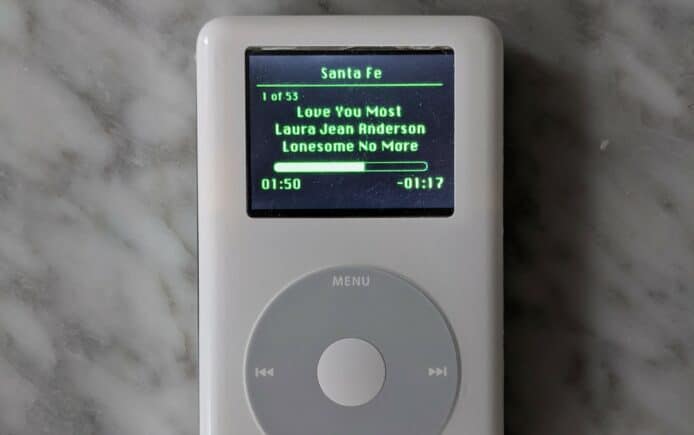 Santa Fe
1 of 53
Love You Most
Laura Jean Anderson
Lonesome No More
01:50 -01:17
MENU